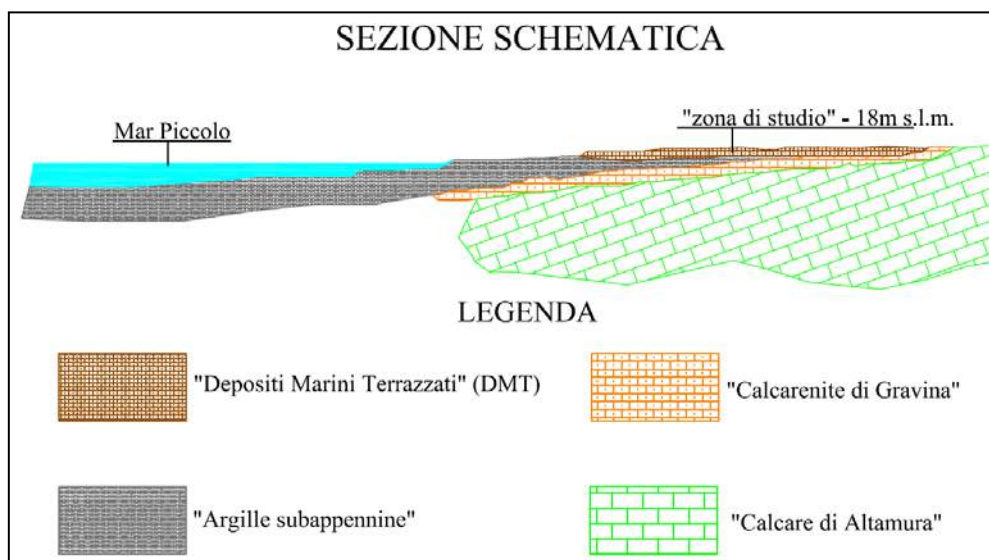 SEZIONE SCHEMATICA
Mar Piccolo
"zona di studio" - 18m s.l.m.
LEGENDA
"Depositi Marini Terrazzati" (DMT)
"Calcarenite di Gravina"
"Argille subappennine"
"Calcare di Altamura"